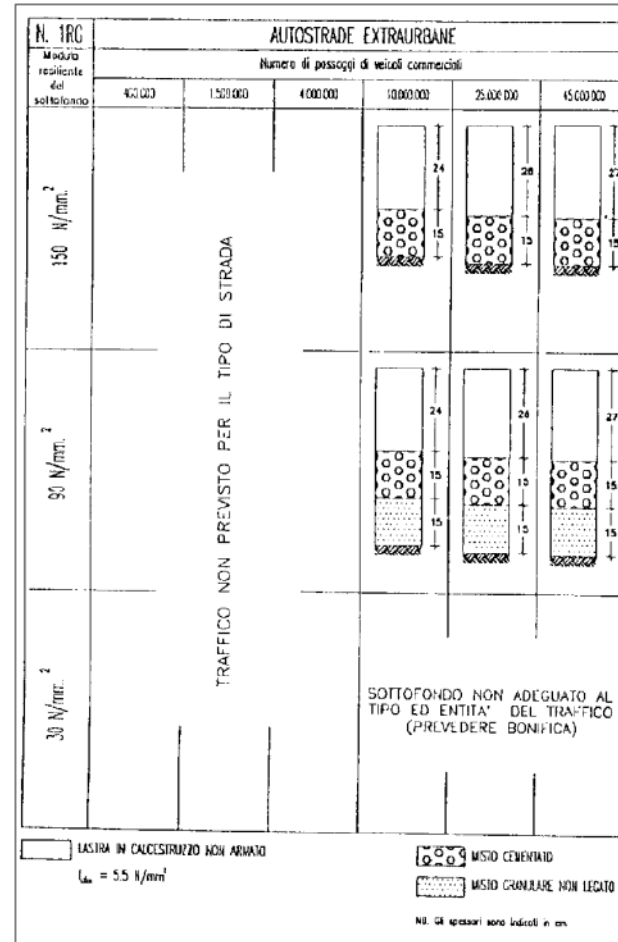 N. 1RG
AUTOSTRADE EXTRAURBANE
Modulo
resiliente
del
sottofondo
Numero di passaggi di veicoli commerciali
400.000
1.500.000
4.000.000
10.000.000
25.000.000
45.000.000
150 N/mm.²
24
15
26
15
27
15
TRAFFICO NON PREVISTO PER IL TIPO DI STRADA
90 N/mm.²
24
15
15
26
15
15
27
15
15
30 N/mm.²
SOTTOFONDO NON ADEGUATO AL
TIPO ED ENTITA' DEL TRAFFICO
(PREVEDERE BONIFICA)
LASTRA IN CALCESTRUZZO NON ARMATO
= 5.5 N/mm²
MISTO CEMENTATO
MISTO GRANULARE NON LEGATO
NB. Gli spessori sono indicati in cm.